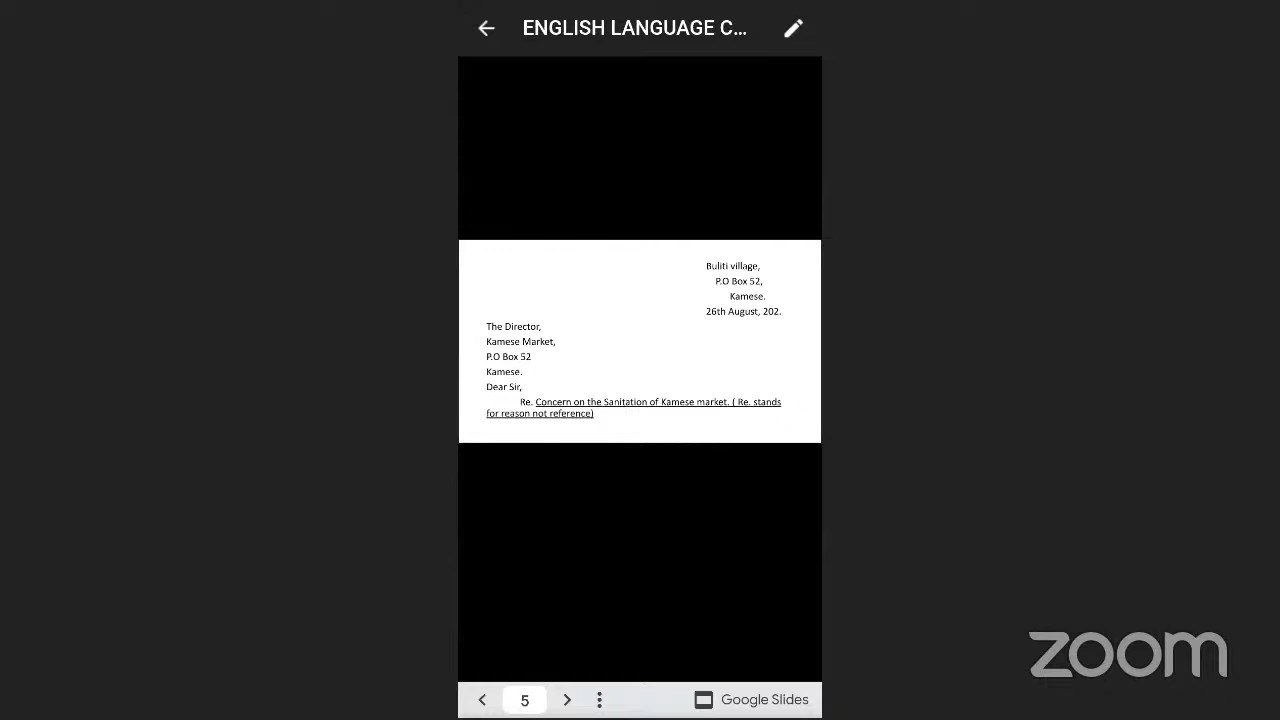 ENGLISH LANGUAGE C...
Buliti village,
P.O Box 52,
Kamese.
26th August, 202.
The Director,
Kamese Market,
P.O Box 52
Kamese.
Dear Sir,
Re. Concern on the Sanitation of Kamese market. ( Re. stands
for reason not reference)
5
Google Slides
zoom